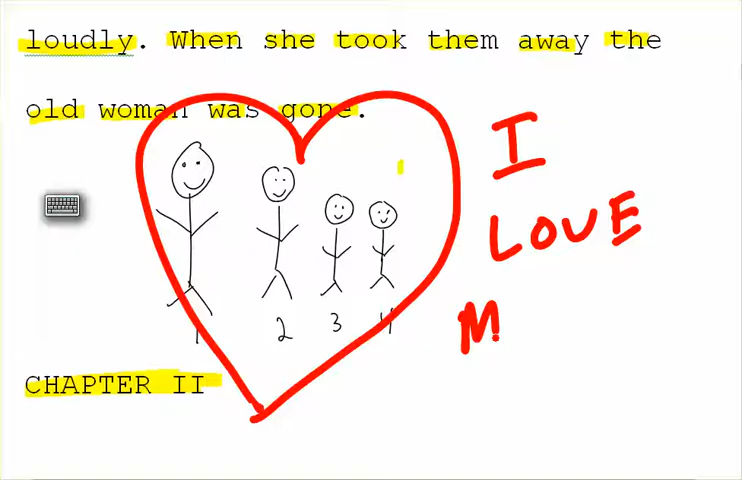 loudly. When she took them away the
old woman was gone.
I
LOVE
M
1 2 3 4
CHAPTER II